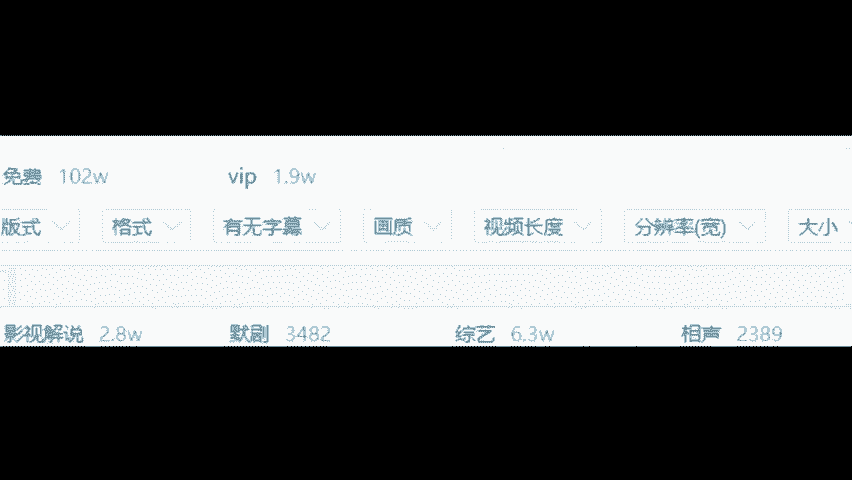 免费 102w vip 1.9w
版式 格式 有无字幕 画质 视频长度 分辨率(宽) 大小
影视解说 2.8w 默剧 3482 综艺 6.3w 相声 2389